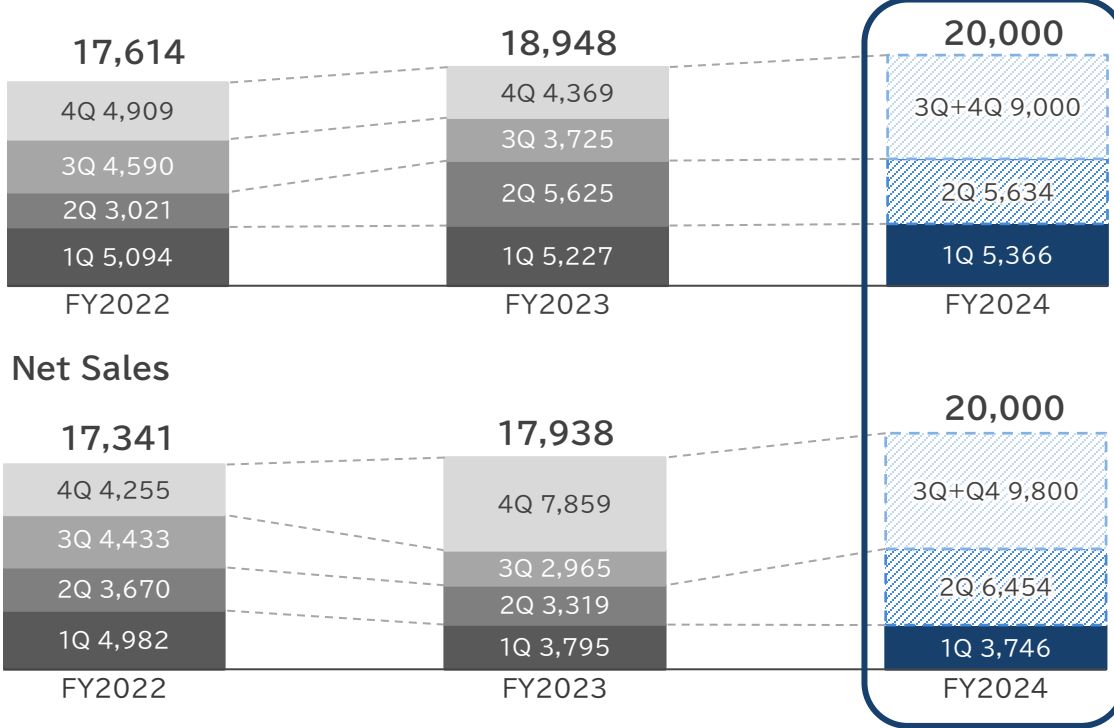 17,614
18,948
20,000
4Q 4,909
4Q 4,369
3Q+4Q 9,000
3Q 4,590
3Q 3,725
2Q 3,021
2Q 5,625
2Q 5,634
1Q 5,094
1Q 5,227
1Q 5,366
FY2022
FY2023
FY2024
Net Sales
17,341
17,938
20,000
4Q 4,255
4Q 7,859
3Q+Q4 9,800
3Q 4,433
3Q 2,965
2Q 3,670
2Q 3,319
2Q 6,454
1Q 4,982
1Q 3,795
1Q 3,746
FY2022
FY2023
FY2024